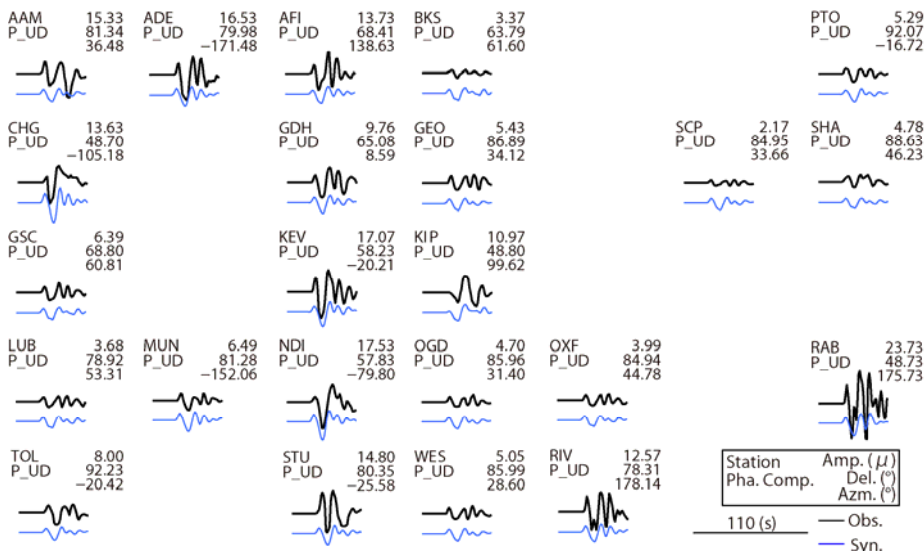 AAM 15.33
P_UD 81.34
36.48
ADE 16.53
P_UD 79.98
−171.48
AFI 13.73
P_UD 68.41
138.63
BKS 3.37
P_UD 63.79
61.60
PTO 5.29
P_UD 92.07
−16.72
CHG 13.63
P_UD 48.70
−105.18
GDH 9.76
P_UD 65.08
8.59
GEO 5.43
P_UD 86.89
34.12
SCP 2.17
P_UD 84.95
33.66
SHA 4.78
P_UD 88.63
46.23
GSC 6.39
P_UD 68.80
60.81
KEV 17.07
P_UD 58.23
−20.21
KIP 10.97
P_UD 48.80
99.62
LUB 3.68
P_UD 78.92
53.31
MUN 6.49
P_UD 81.28
−152.06
NDI 17.53
P_UD 57.83
−79.80
OGD 4.70
P_UD 85.96
31.40
OXF 3.99
P_UD 84.94
44.78
RAB 23.73
P_UD 48.73
175.73
TOL 8.00
P_UD 92.23
−20.42
STU 14.80
P_UD 80.35
−25.58
WES 5.05
P_UD 85.99
28.60
RIV 12.57
P_UD 78.31
178.14
Station Amp. (μ)
Pha. Comp. Del. (°)
Azm. (°)
110 (s)
Obs.
Syn.